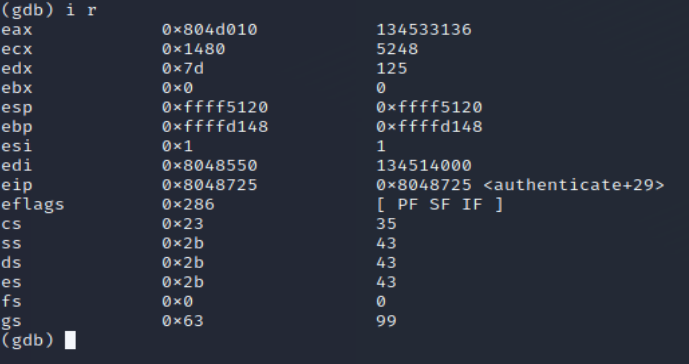 (gdb) i r
eax 0x804d010 134533136
ecx 0x1480 5248
edx 0x7d 125
ebx 0x0 0
esp 0xffff5120 0xffff5120
ebp 0xffffd148 0xffffd148
esi 0x1 1
edi 0x8048550 134514000
eip 0x8048725 0x8048725 <authenticate+29>
eflags 0x286 [ PF SF IF ]
cs 0x23 35
ss 0x2b 43
ds 0x2b 43
es 0x2b 43
fs 0x0 0
gs 0x63 99
(gdb)